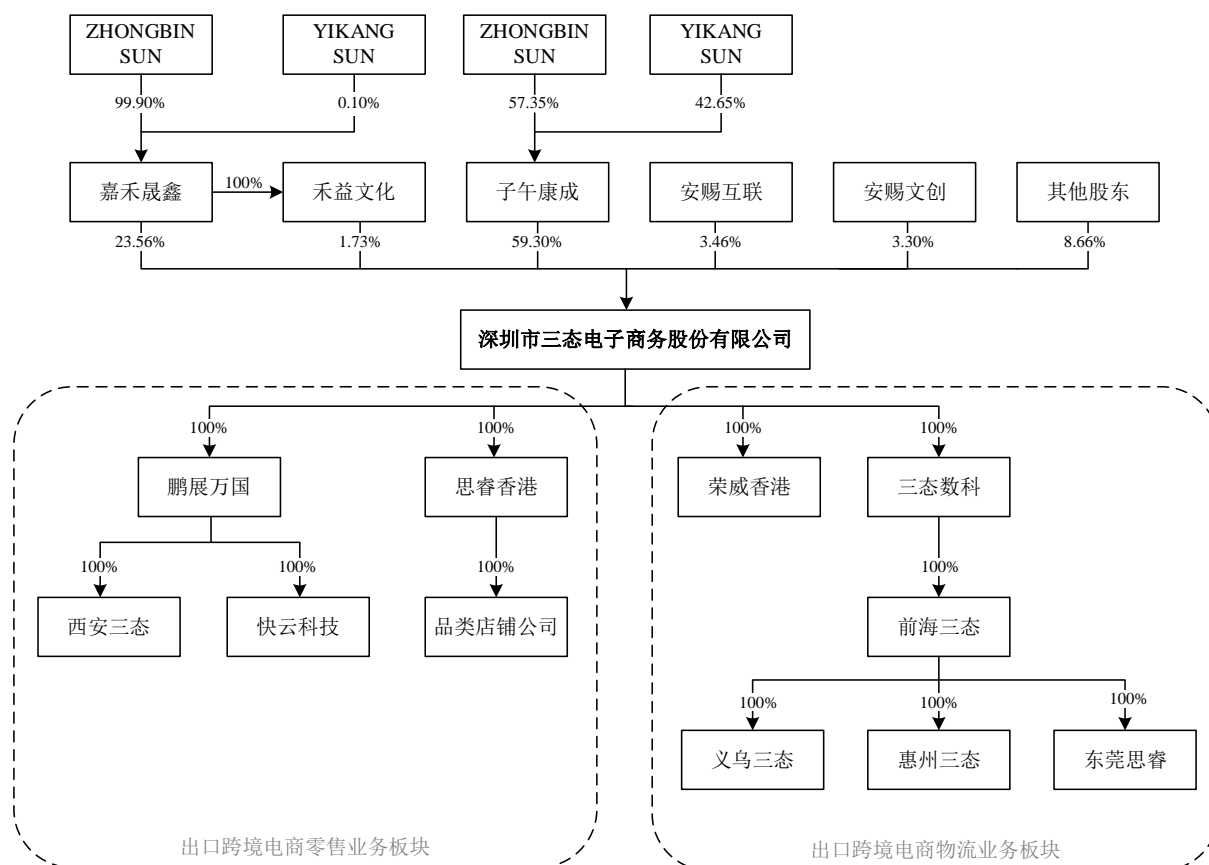 ZHONGBIN
SUN
YIKANG
SUN
ZHONGBIN
SUN
YIKANG
SUN
99.90%
0.10%
57.35%
42.65%
嘉禾晟鑫
100%
禾益文化
子午康成
安赐互联
安赐文创
其他股东
23.56%
1.73%
59.30%
3.46%
3.30%
8.66%
深圳市三态电子商务股份有限公司
100%
100%
100%
100%
鹏展万国
思睿香港
荣威香港
三态数科
100%
100%
100%
100%
西安三态
快云科技
品类店铺公司
前海三态
100%
100%
100%
义乌三态
惠州三态
东莞思睿
出口跨境电商零售业务板块
出口跨境电商物流业务板块